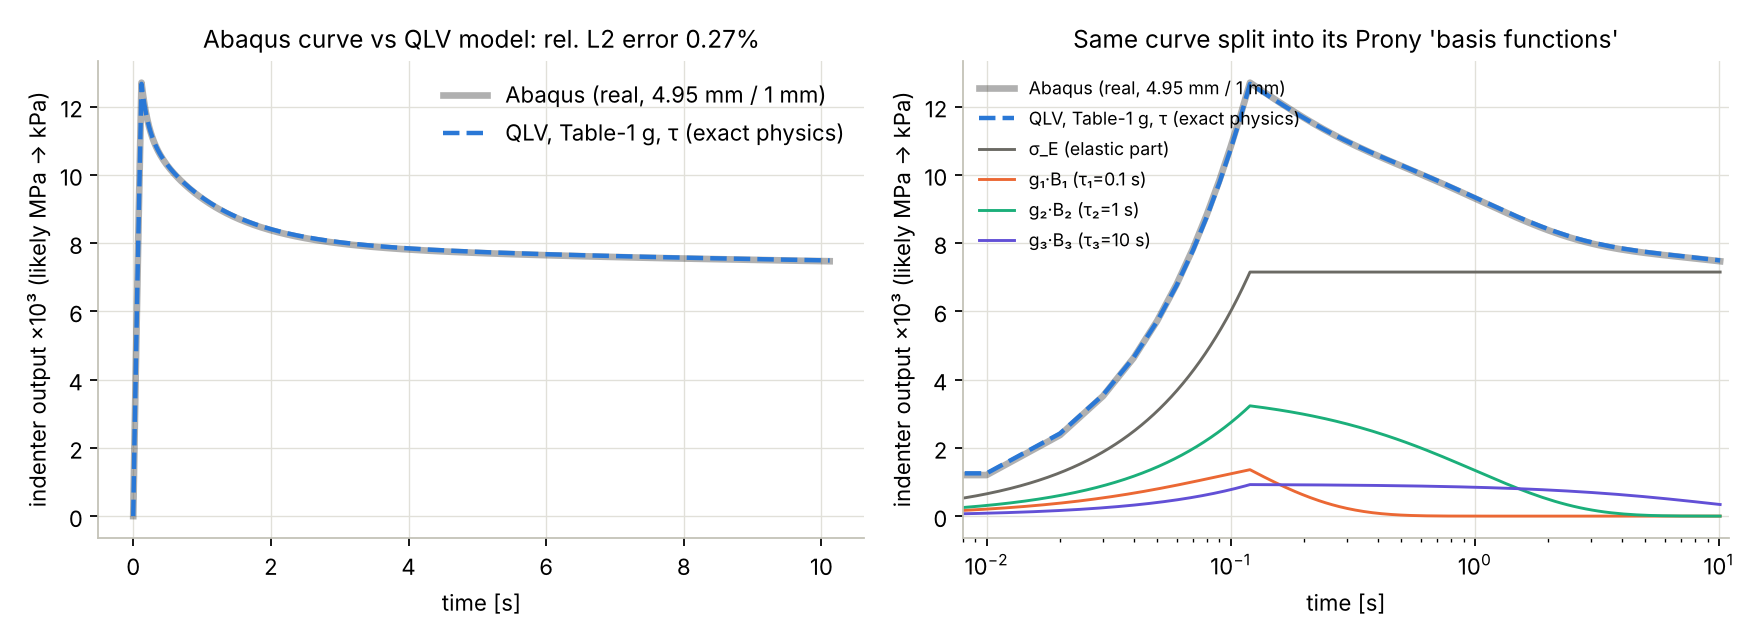 Abaqus curve vs QLV model: rel. L2 error 0.27%
indenter output ×10³ (likely MPa → kPa)
12
10
8
6
4
2
0
Abaqus (real, 4.95 mm / 1 mm)
QLV, Table-1 g, τ (exact physics)
0
2
4
6
8
10
time [s]
Same curve split into its Prony 'basis functions'
indenter output ×10³ (likely MPa → kPa)
12
10
8
6
4
2
0
Abaqus (real, 4.95 mm / 1 mm)
QLV, Table-1 g, τ (exact physics)
σ_E (elastic part)
g₁·B₁ (τ₁=0.1 s)
g₂·B₂ (τ₂=1 s)
g₃·B₃ (τ₃=10 s)
10⁻²
10⁻¹
10⁰
10¹
time [s]